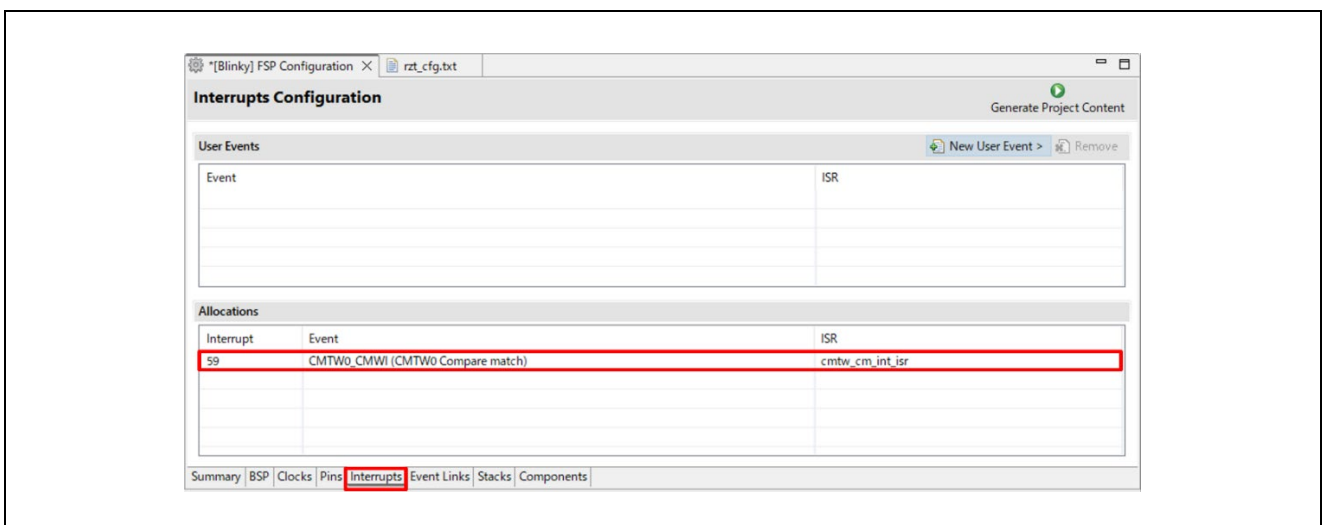 *[Blinky] FSP Configuration rzt_cfg.txt
Interrupts Configuration
Generate Project Content
User Events New User Event > Remove
Event ISR
Allocations
Interrupt Event ISR
59 CMTW0_CMWI (CMTW0 Compare match) cmtw_cm_int_isr
Summary BSP Clocks Pins Interrupts Event Links Stacks Components